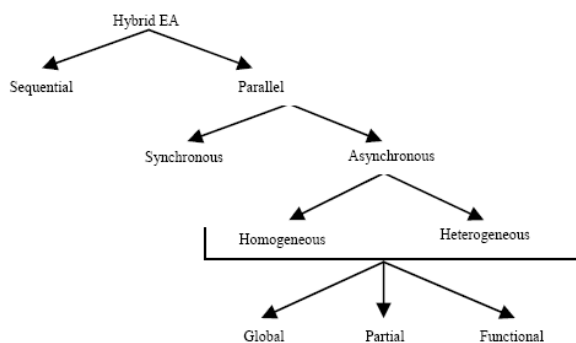 Hybrid EA
Sequential
Parallel
Synchronous
Asynchronous
Homogeneous
Heterogeneous
Global
Partial
Functional